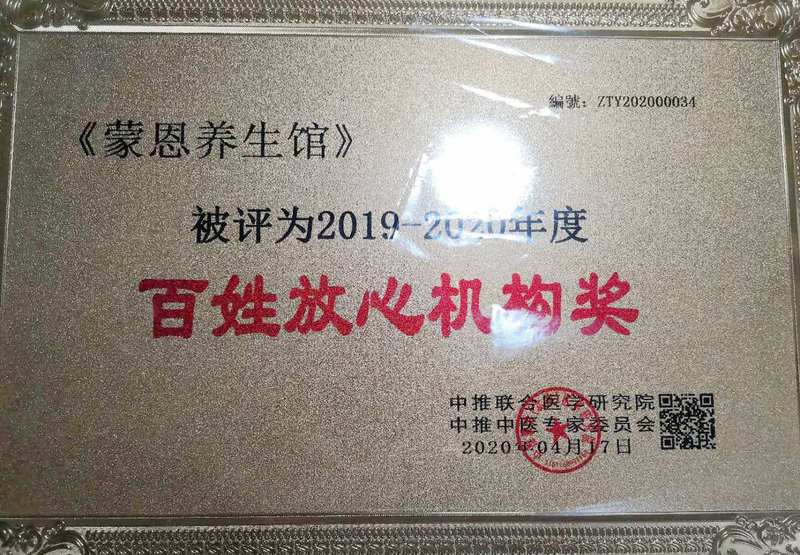 编號：ZTY202000034
《蒙恩养生馆》
被评为2019-2020年度
百姓放心机构奖
中推联合医学研究院
中推中医专家委员会
2020年04月17日